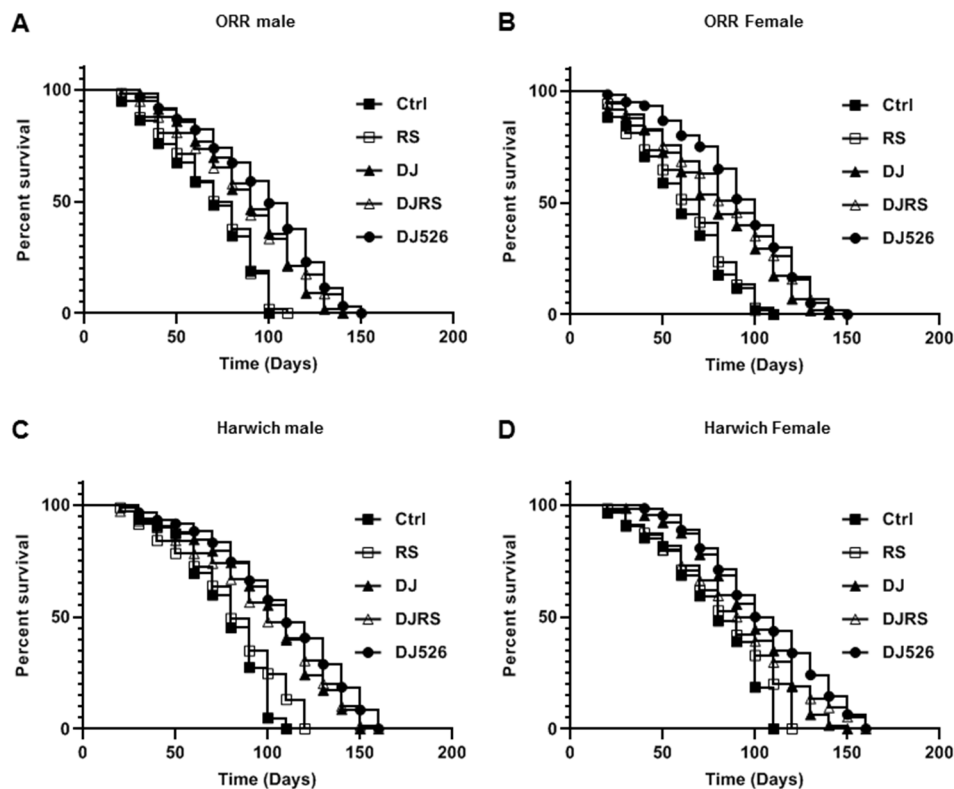 A
ORR male
Percent survival
100
50
0
0
50
100
150
200
Time (Days)
Ctrl
RS
DJ
DJRS
DJ526
B
ORR Female
Percent survival
100
50
0
0
50
100
150
200
Time (Days)
Ctrl
RS
DJ
DJRS
DJ526
C
Harwich male
Percent survival
100
50
0
0
50
100
150
200
Time (Days)
Ctrl
RS
DJ
DJRS
DJ526
D
Harwich Female
Percent survival
100
50
0
0
50
100
150
200
Time (Days)
Ctrl
RS
DJ
DJRS
DJ526